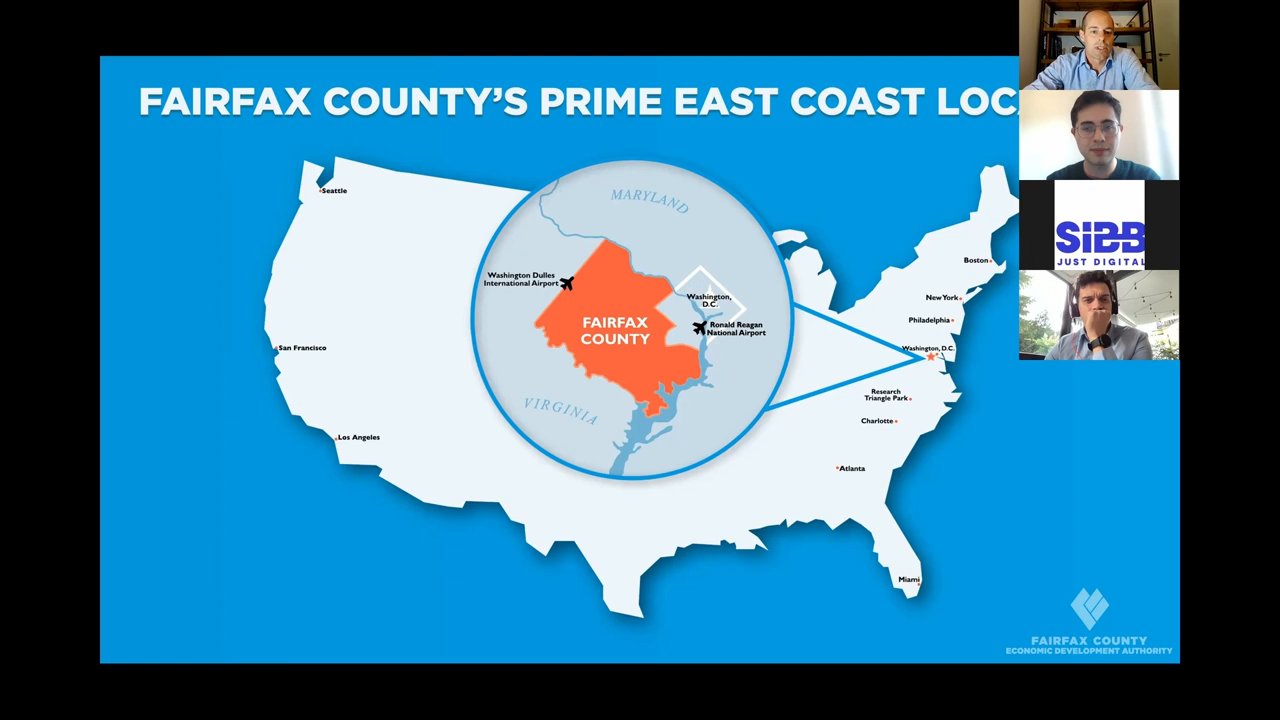 FAIRFAX COUNTY'S PRIME EAST COAST LOC
Seattle
MARYLAND
Washington Dulles
International Airport
Washington,
D.C.
Ronald Reagan
National Airport
FAIRFAX
COUNTY
VIRGINIA
San Francisco
Los Angeles
Boston
New York
Philadelphia
Washington, D.C.
Research
Triangle Park
Charlotte
Atlanta
Miami
SIBB
JUST DIGITAL
FAIRFAX COUNTY
ECONOMIC DEVELOPMENT AUTHORITY